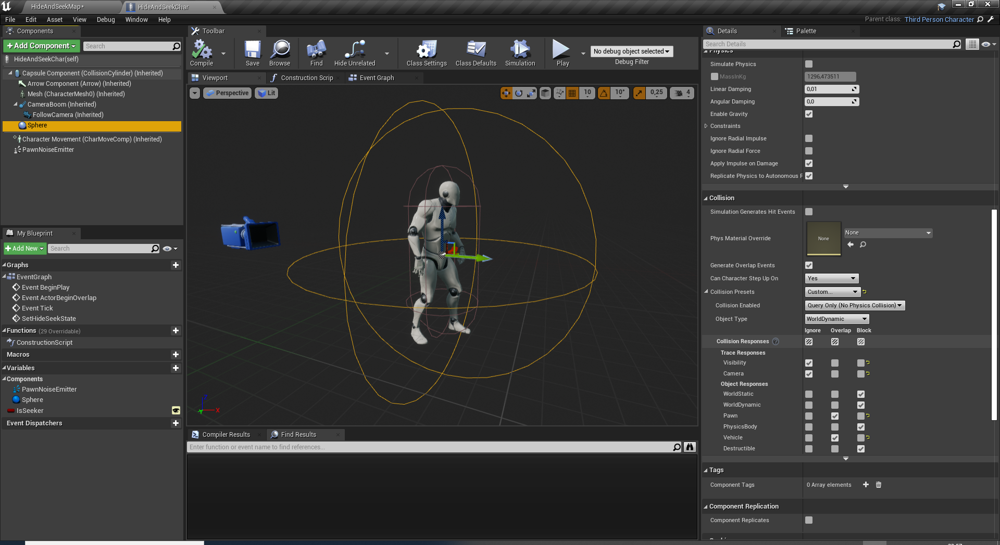 HideAndSeekMap*
HideAndSeekChar
File Edit Asset View Debug Window Help
Parent class: Third Person Character
Components
Add Component
Search
HideAndSeekChar(self)
Capsule Component (CollisionCylinder) (Inherited)
Arrow Component (Arrow) (Inherited)
Mesh (CharacterMesh0) (Inherited)
CameraBoom (Inherited)
FollowCamera (Inherited)
Sphere
Character Movement (CharMoveComp) (Inherited)
PawnNoiseEmitter
My Blueprint
Add New
Search
Graphs
EventGraph
Event BeginPlay
Event ActorBeginOverlap
Event Tick
SetHideSeekState
Functions (29 Overridable)
ConstructionScript
Macros
Variables
Components
PawnNoiseEmitter
Sphere
IsSeeker
Event Dispatchers
Toolbar
Compile
Save
Browse
Find
Hide Unrelated
Class Settings
Class Defaults
Simulation
Play
No debug object selected
Debug Filter
Viewport
Construction Scrip
Event Graph
Perspective
Lit
10
10°
0,25
4
Z
X
Y
Compiler Results
Find Results
Enter function or event name to find references...
Details
Palette
Search Details
Physics
Simulate Physics
MassInKg 1296,473511
Linear Damping 0,01
Angular Damping 0,0
Enable Gravity
Constraints
Ignore Radial Impulse
Ignore Radial Force
Apply Impulse on Damage
Replicate Physics to Autonomous P
Collision
Simulation Generates Hit Events
Phys Material Override None None
Generate Overlap Events
Can Character Step Up On Yes
Collision Presets Custom...
Collision Enabled Query Only (No Physics Collision)
Object Type WorldDynamic
Ignore Overlap Block
Collision Responses
Trace Responses
Visibility
Camera
Object Responses
WorldStatic
WorldDynamic
Pawn
PhysicsBody
Vehicle
Destructible
Tags
Component Tags 0 Array elements
Component Replication
Component Replicates